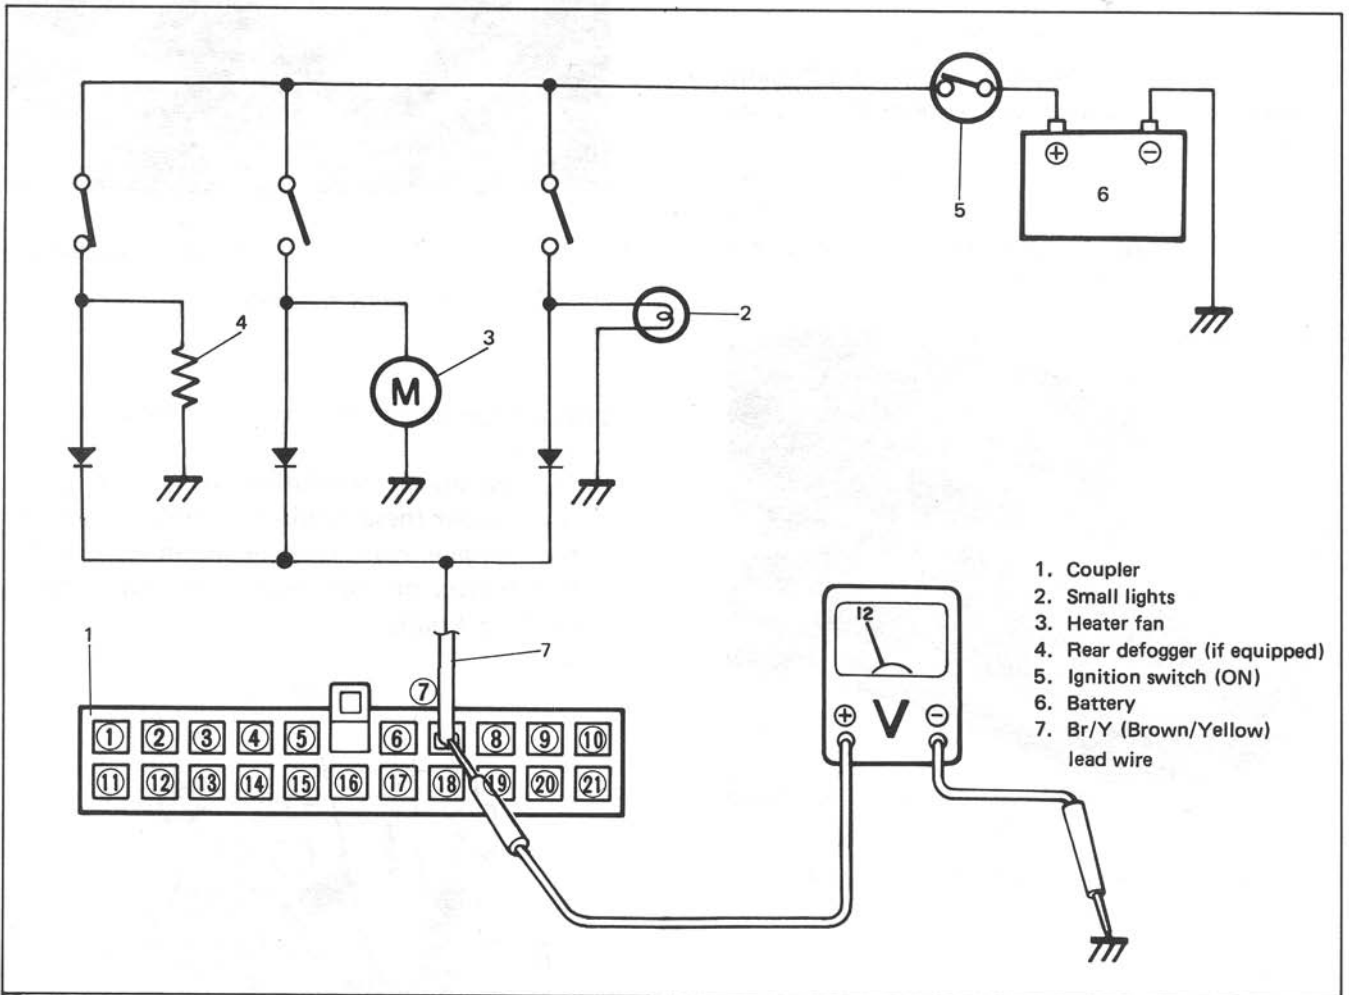 5
+ −
6
4
3
M
2
1
7
⑦
① ② ③ ④ ⑤ ⑥ ⑧ ⑨ ⑩
⑪ ⑫ ⑬ ⑭ ⑮ ⑯ ⑰ ⑱ ⑲ ⑳ ㉑
12
+ V −
1. Coupler
2. Small lights
3. Heater fan
4. Rear defogger (if equipped)
5. Ignition switch (ON)
6. Battery
7. Br/Y (Brown/Yellow)
lead wire